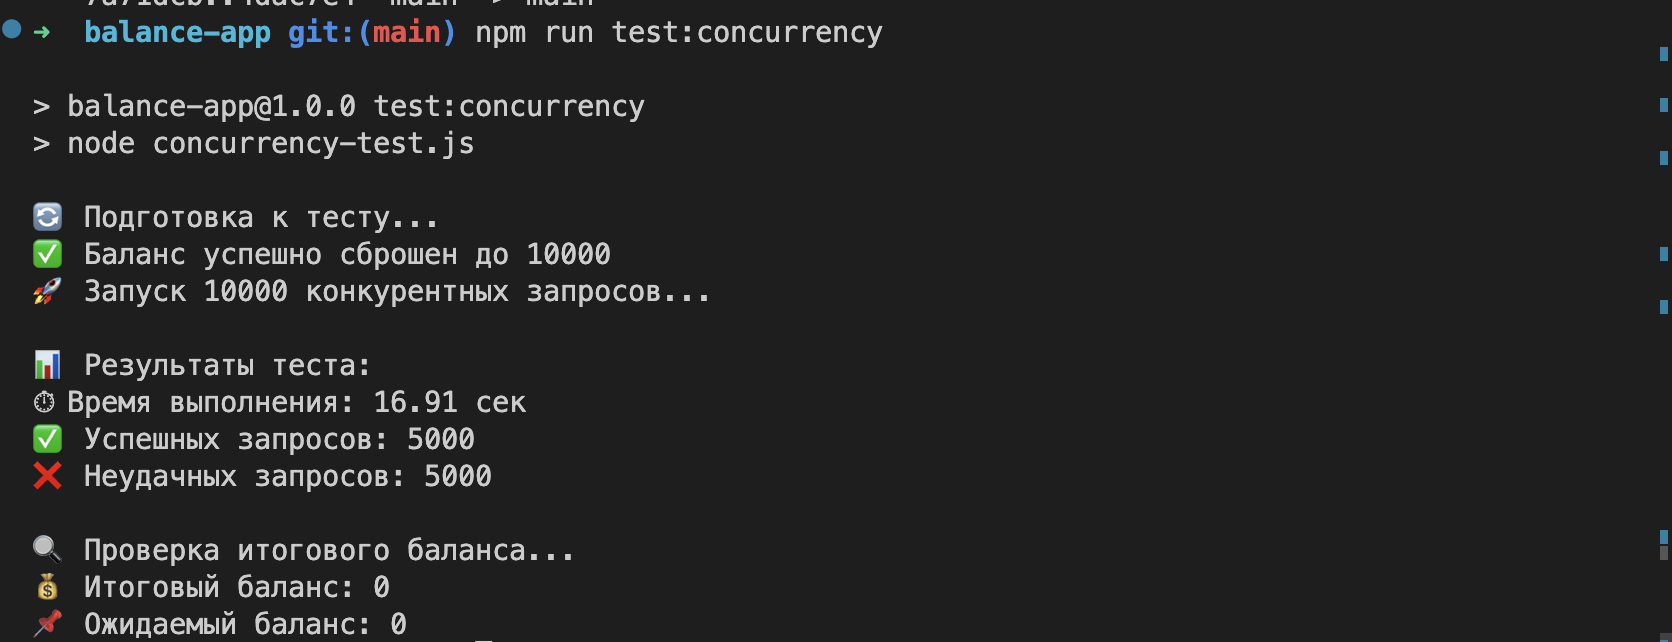 ➜ balance-app git:(main) npm run test:concurrency
> balance-app@1.0.0 test:concurrency
> node concurrency-test.js
🔄 Подготовка к тесту...
✅ Баланс успешно сброшен до 10000
🚀 Запуск 10000 конкурентных запросов...
📊 Результаты теста:
⏱ Время выполнения: 16.91 сек
✅ Успешных запросов: 5000
❌ Неудачных запросов: 5000
🔍 Проверка итогового баланса...
💰 Итоговый баланс: 0
📌 Ожидаемый баланс: 0